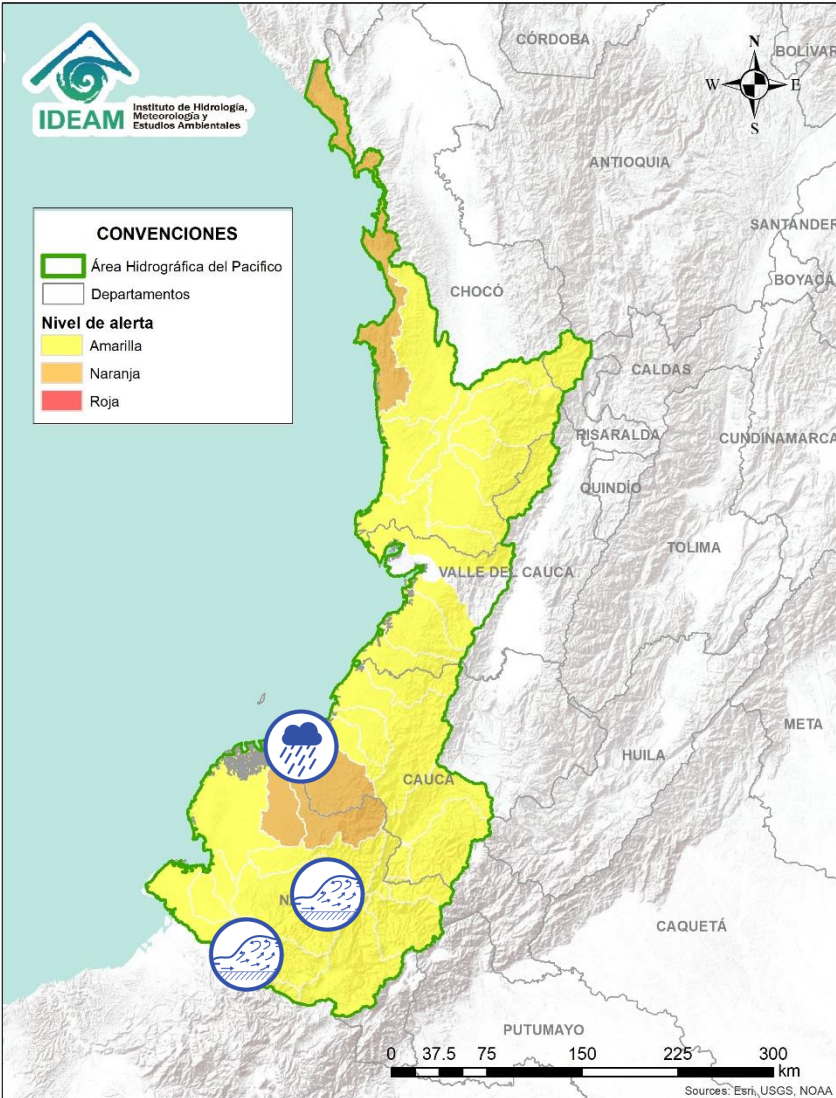 IDEAM
Instituto de Hidrología,
Meteorología y
Estudios Ambientales
CONVENCIONES
Área Hidrográfica del Pacifico
Departamentos
Nivel de alerta
Amarilla
Naranja
Roja
N
W
E
S
CÓRDOBA
BOLÍVAR
ANTIOQUIA
SANTANDER
BOYACÁ
CHOCÓ
CALDAS
RISARALDA
CUNDINAMARCA
QUINDÍO
TOLIMA
VALLE DEL CAUCA
META
HUILA
CAUCA
N
CAQUETÁ
PUTUMAYO
0 37.5 75 150 225 300
km
Sources: Esri, USGS, NOAA